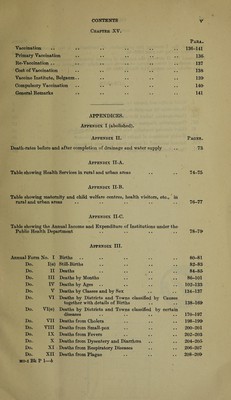 CONTENTS v
CHAPTER XV.
PARA.
Vaccination .. .. .. .. .. .. 136-141
Primary Vaccination .. .. .. .. .. 136
Re-Vaccination .. .. .. .. .. .. 137
Cost of Vaccination .. .. .. .. .. 138
Vaccine Institute, Belgaum .. .. .. .. .. 139
Compulsory Vaccination .. .. .. .. .. 140
General Remarks .. .. .. .. .. 141
APPENDICES.
APPENDIX I (abolished).
APPENDIX II. PAGES.
Death-rates before and after completion of drainage and water supply .. 73
APPENDIX II-A.
Table showing Health Services in rural and urban areas .. .. 74-75
APPENDIX II-B.
Table showing maternity and child welfare centres, health visitors, etc., in
rural and urban areas .. .. .. .. .. 76-77
APPENDIX II-C.
Table showing the Annual Income and Expenditure of Institutions under the
Public Health Department .. .. .. .. 78-79
APPENDIX III.
Annual Form No. I Births .. .. .. .. .. 80-81
Do. I(a) Still-Births .. .. .. .. 82-83
Do. II Deaths .. .. .. .. 84-85
Do. III Deaths by Months .. .. .. 86-101
Do. IV Deaths by Ages .. .. .. .. 102-133
Do. V Deaths by Classes and by Sex .. .. .. 134-137
Do. VI Deaths by Districts and Towns classified by Causes
together with details of Births .. .. 138-169
Do. VI(a) Deaths by Districts and Towns classified by certain
diseases .. .. .. .. 170-197
Do. VII Deaths from Cholera .. .. .. 198-199
Do. VIII Deaths from Small-pox .. .. .. 200-201
Do. IX Deaths from Fevers .. .. .. 202-203
Do. X Deaths from Dysentery and Diarrhœa .. .. 204-205
Do. XI Deaths from Respiratory Diseases .. .. 206-207
Do. XII Deaths from Plague .. .. .. 208-209
MO-I Bk P 1—b